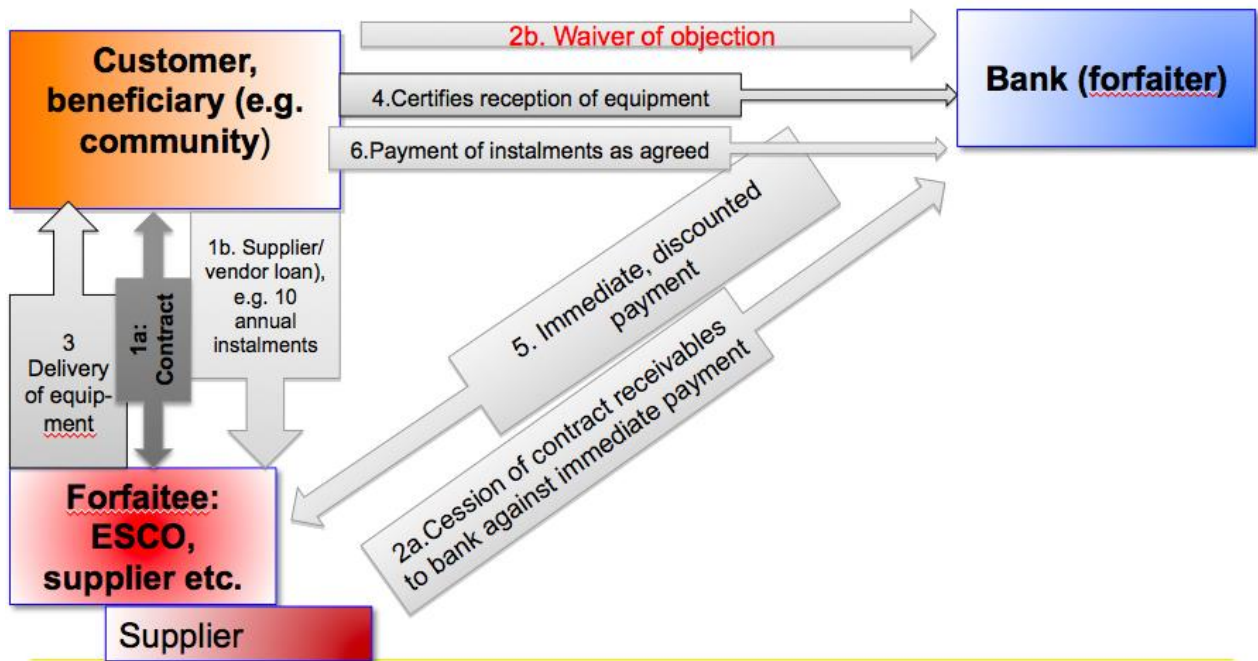 2b. Waiver of objection
Customer,
beneficiary (e.g.
community)
Bank (forfaiter)
4.Certifies reception of equipment
6.Payment of instalments as agreed
1b. Supplier/
vendor loan),
e.g. 10
annual
instalments
1a:
Contract
3
Delivery
of equip-
ment
5. Immediate, discounted
payment
2a.Cession of contract receivables
to bank against immediate payment
Forfaitee:
ESCO,
supplier etc.
Supplier